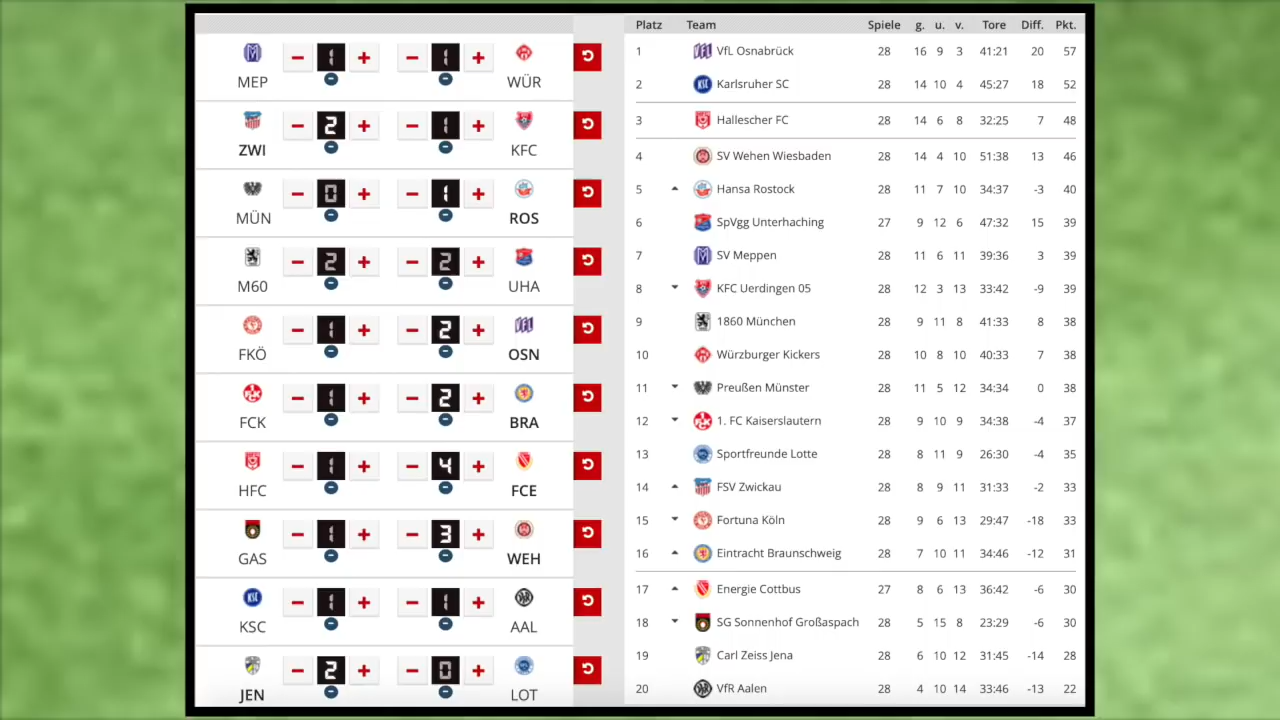 MEP 1 1 WÜR
ZWI 2 1 KFC
MÜN 0 1 ROS
M60 2 2 UHA
FKÖ 1 2 OSN
FCK 1 2 BRA
HFC 1 4 FCE
GAS 1 3 WEH
KSC 1 1 AAL
JEN 2 0 LOT
Platz Team Spiele g. u. v. Tore Diff. Pkt.
1 VfL Osnabrück 28 16 9 3 41:21 20 57
2 Karlsruher SC 28 14 10 4 45:27 18 52
3 Hallescher FC 28 14 6 8 32:25 7 48
4 SV Wehen Wiesbaden 28 14 4 10 51:38 13 46
5 Hansa Rostock 28 11 7 10 34:37 -3 40
6 SpVgg Unterhaching 27 9 12 6 47:32 15 39
7 SV Meppen 28 11 6 11 39:36 3 39
8 KFC Uerdingen 05 28 12 3 13 33:42 -9 39
9 1860 München 28 9 11 8 41:33 8 38
10 Würzburger Kickers 28 10 8 10 40:33 7 38
11 Preußen Münster 28 11 5 12 34:34 0 38
12 1. FC Kaiserslautern 28 9 10 9 34:38 -4 37
13 Sportfreunde Lotte 28 8 11 9 26:30 -4 35
14 FSV Zwickau 28 8 9 11 31:33 -2 33
15 Fortuna Köln 28 9 6 13 29:47 -18 33
16 Eintracht Braunschweig 28 7 10 11 34:46 -12 31
17 Energie Cottbus 27 8 6 13 36:42 -6 30
18 SG Sonnenhof Großaspach 28 5 15 8 23:29 -6 30
19 Carl Zeiss Jena 28 6 10 12 31:45 -14 28
20 VfR Aalen 28 4 10 14 33:46 -13 22